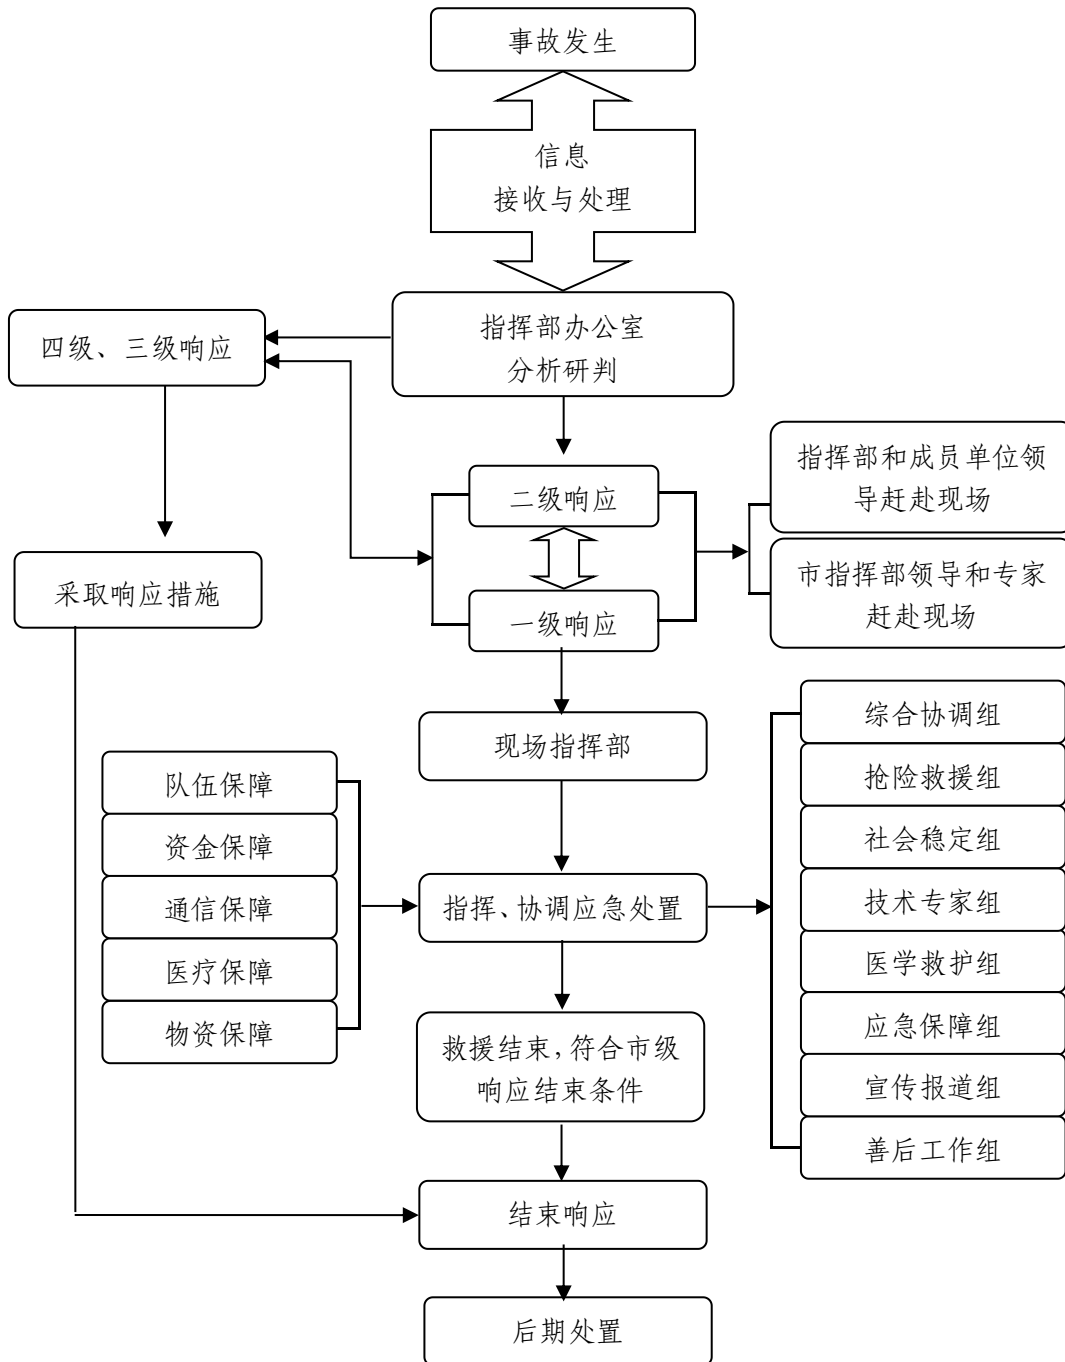 事故发生
信息
接收与处理
指挥部办公室
分析研判
四级、三级响应
二级响应
一级响应
指挥部和成员单位领
导赶赴现场
市指挥部领导和专家
赶赴现场
采取响应措施
现场指挥部
队伍保障
资金保障
通信保障
医疗保障
物资保障
指挥、协调应急处置
综合协调组
抢险救援组
社会稳定组
技术专家组
医学救护组
应急保障组
宣传报道组
善后工作组
救援结束，符合市级
响应结束条件
结束响应
后期处置